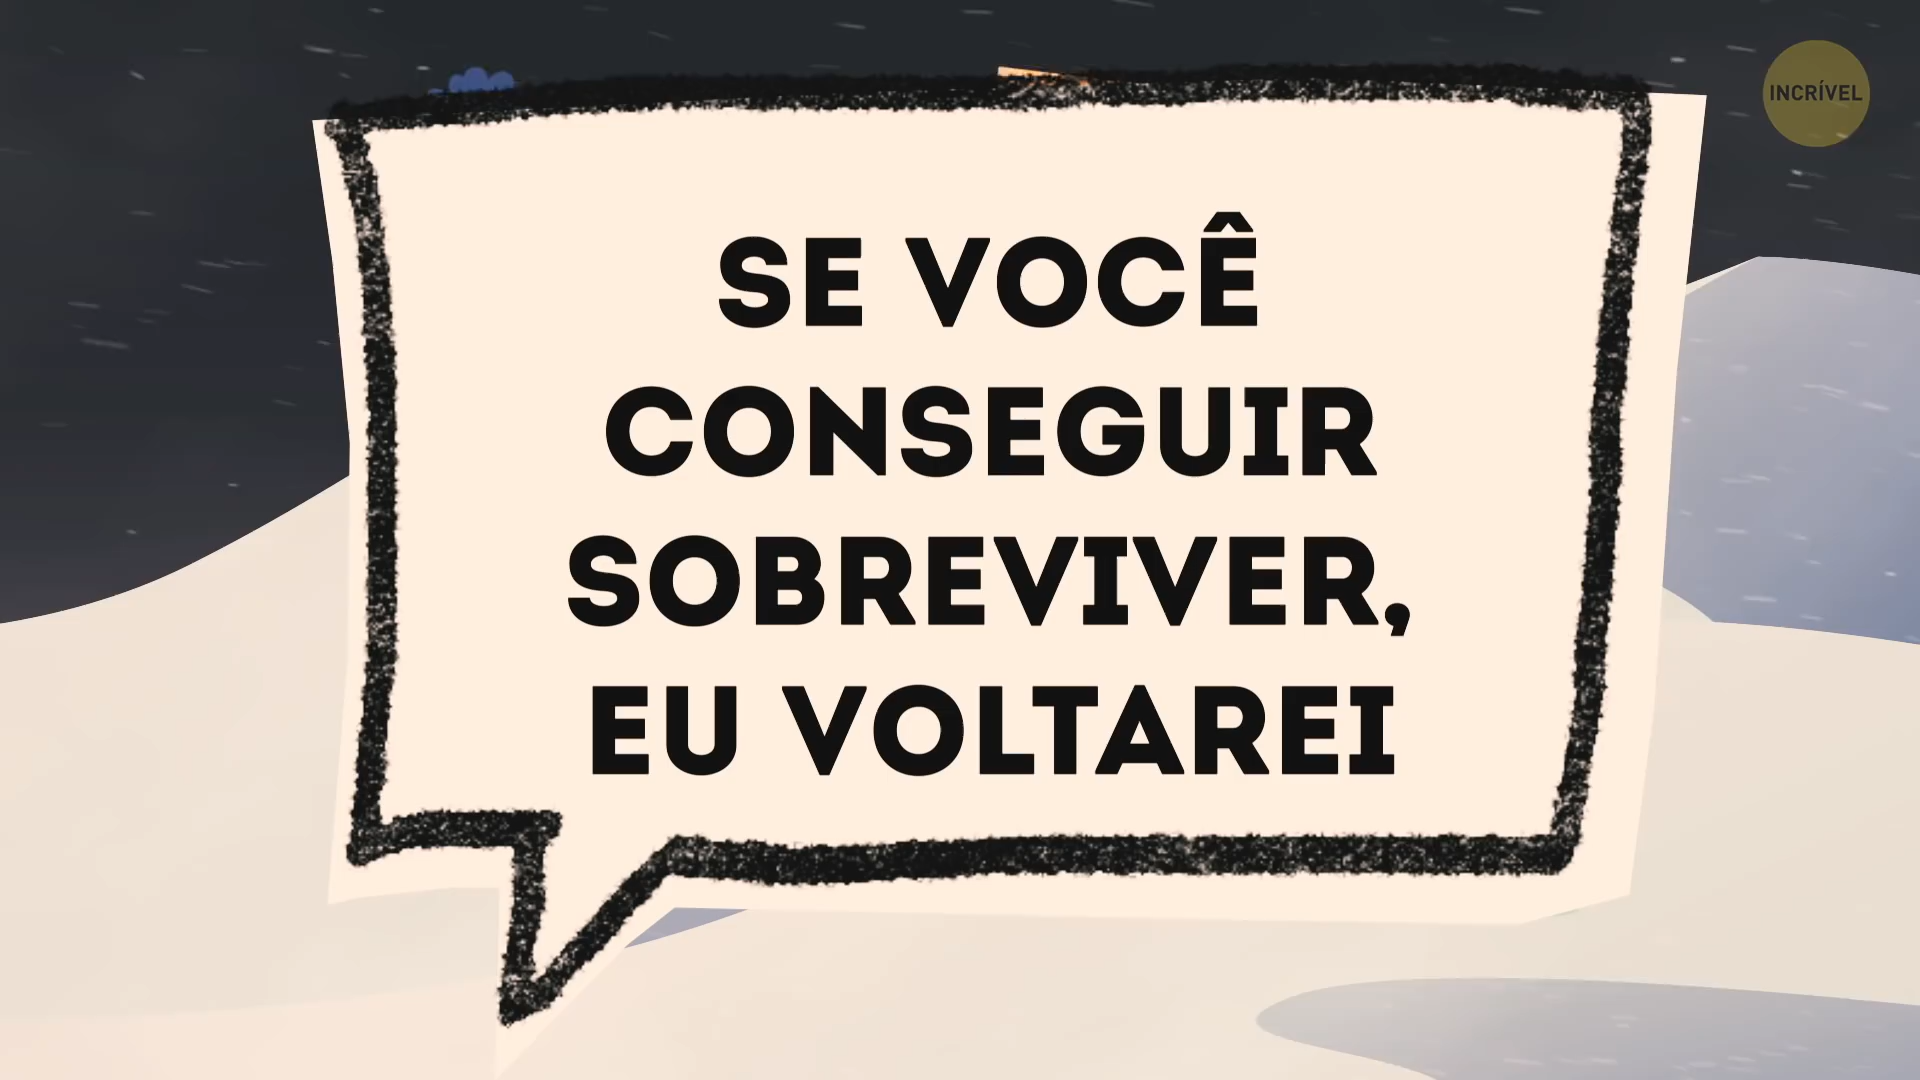 INCRÍVEL
SE VOCÊ
CONSEGUIR
SOBREVIVER,
EU VOLTAREI